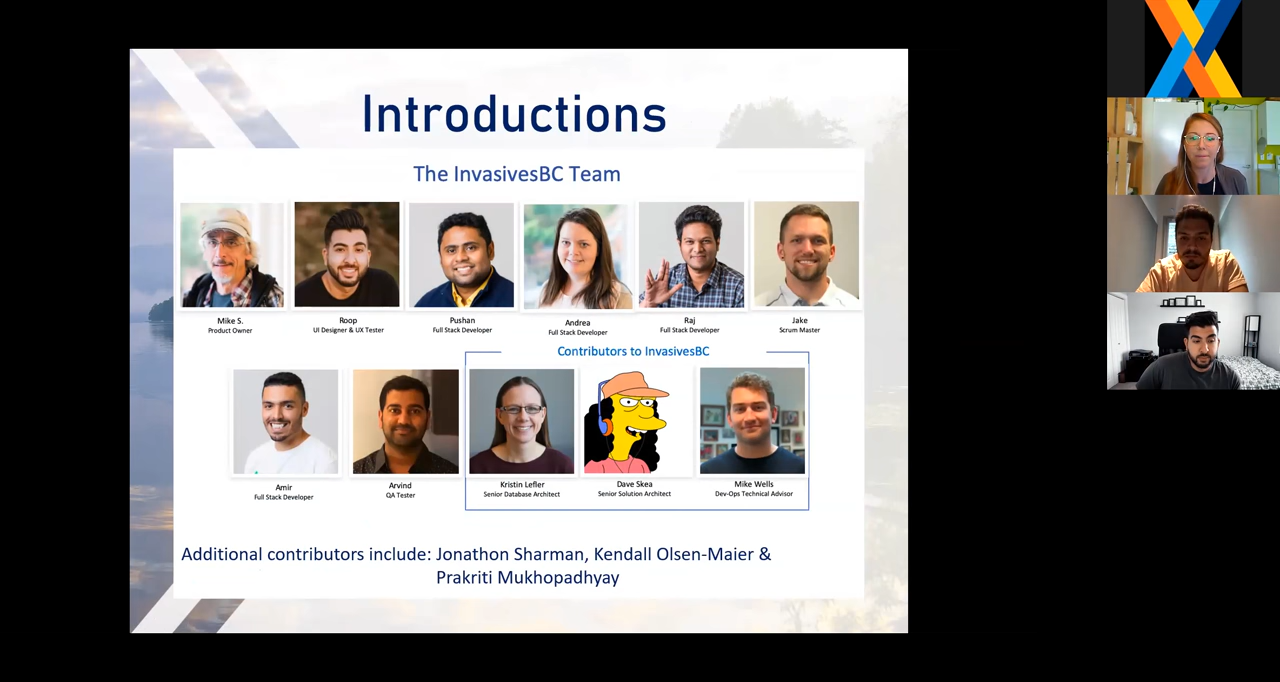 Introductions
The InvasivesBC Team
Mike S.
Product Owner
Roop
UI Designer & UX Tester
Pushan
Full Stack Developer
Andrea
Full Stack Developer
Raj
Full Stack Developer
Jake
Scrum Master
Contributors to InvasivesBC
Amir
Full Stack Developer
Arvind
QA Tester
Kristin Lefler
Senior Database Architect
Dave Skea
Senior Solution Architect
Mike Wells
Dev-Ops Technical Advisor
Additional contributors include: Jonathon Sharman, Kendall Olsen-Maier &
Prakriti Mukhopadhyay